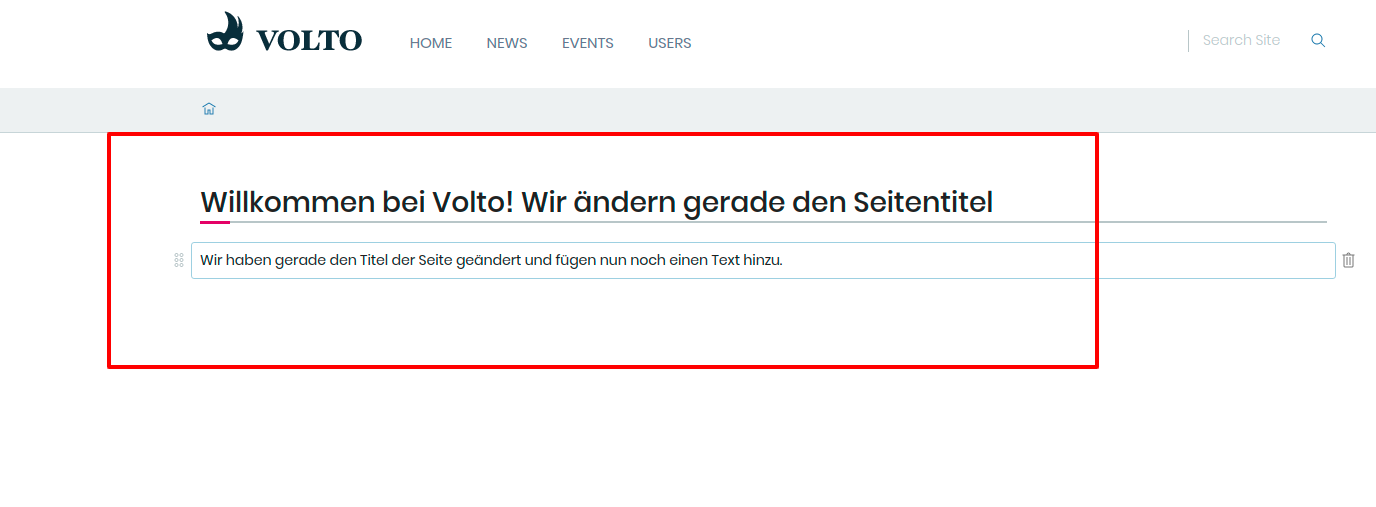 VOLTO
HOME NEWS EVENTS USERS
Search Site
Willkommen bei Volto! Wir ändern gerade den Seitentitel
Wir haben gerade den Titel der Seite geändert und fügen nun noch einen Text hinzu.